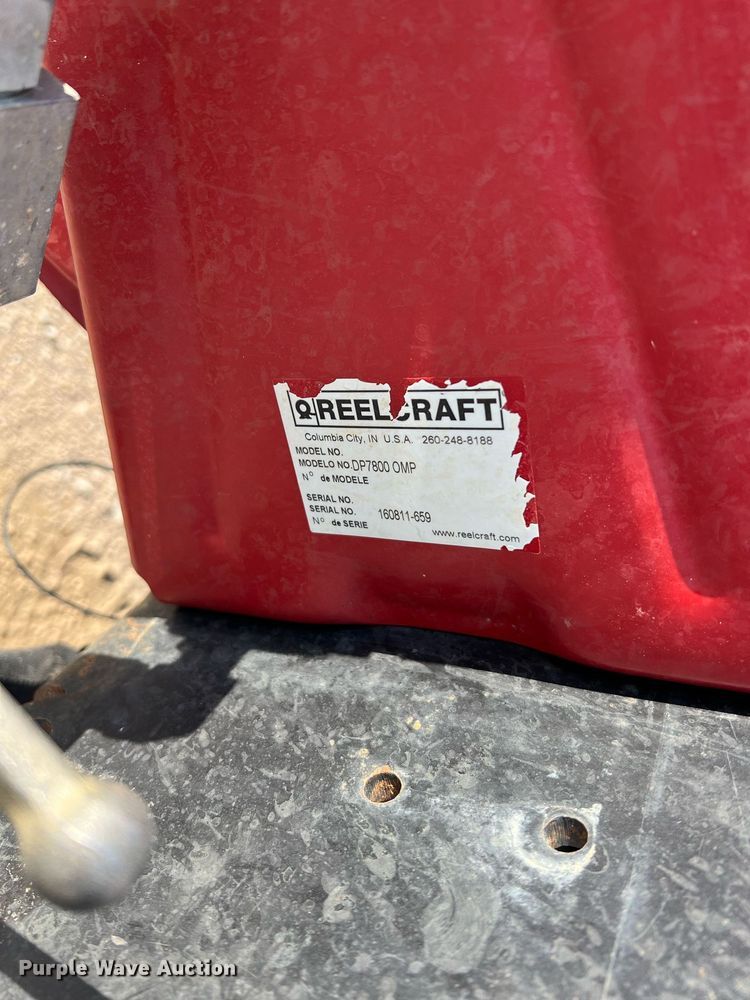 REELCRAFT
Columbia City, IN U.S.A. 260-248-8188
MODEL NO.
MODELO NO. DP7800 OMP
N° de MODELE
SERIAL NO.
SERIAL NO. 160811-659
N° de SERIE
www.reelcraft.com
Purple Wave Auction